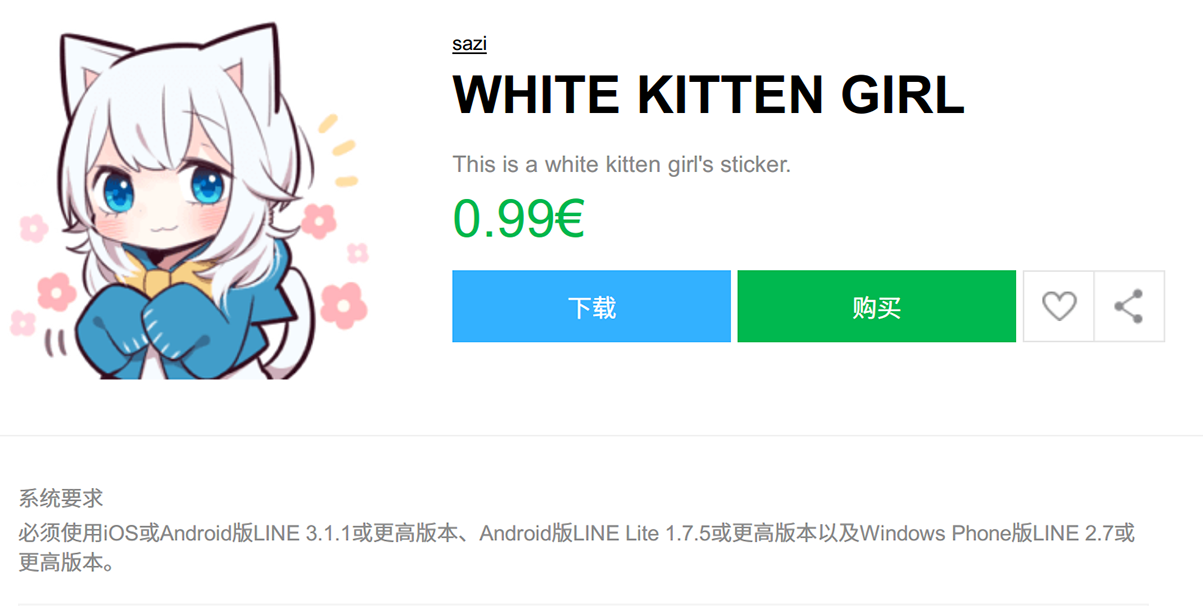 sazi
WHITE KITTEN GIRL
This is a white kitten girl's sticker.
0.99€
下载
购买
系统要求
必须使用iOS或Android版LINE 3.1.1或更高版本、Android版LINE Lite 1.7.5或更高版本以及Windows Phone版LINE 2.7或
更高版本。